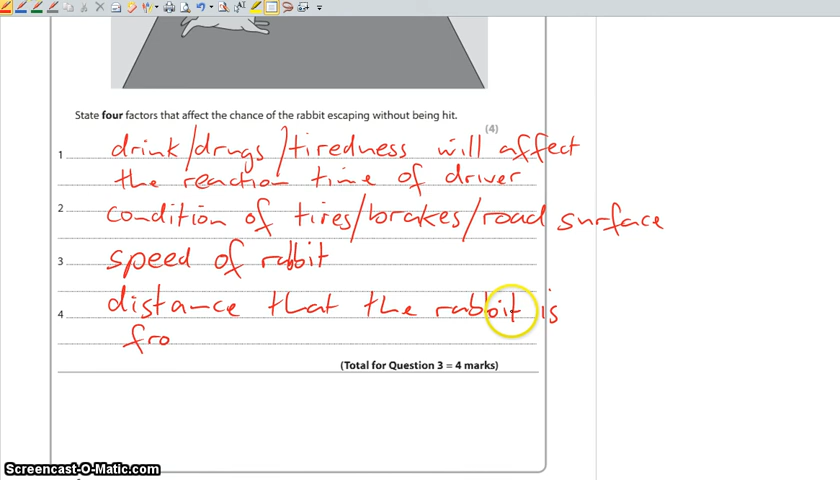 State four factors that affect the chance of the rabbit escaping without being hit.
(4)
1 drink/drugs/tiredness will affect
the reaction time of driver
2 condition of tires/brakes/road surface
3 speed of rabbit
4 distance that the rabbit is
fro
(Total for Question 3 = 4 marks)
Screencast-O-Matic.com